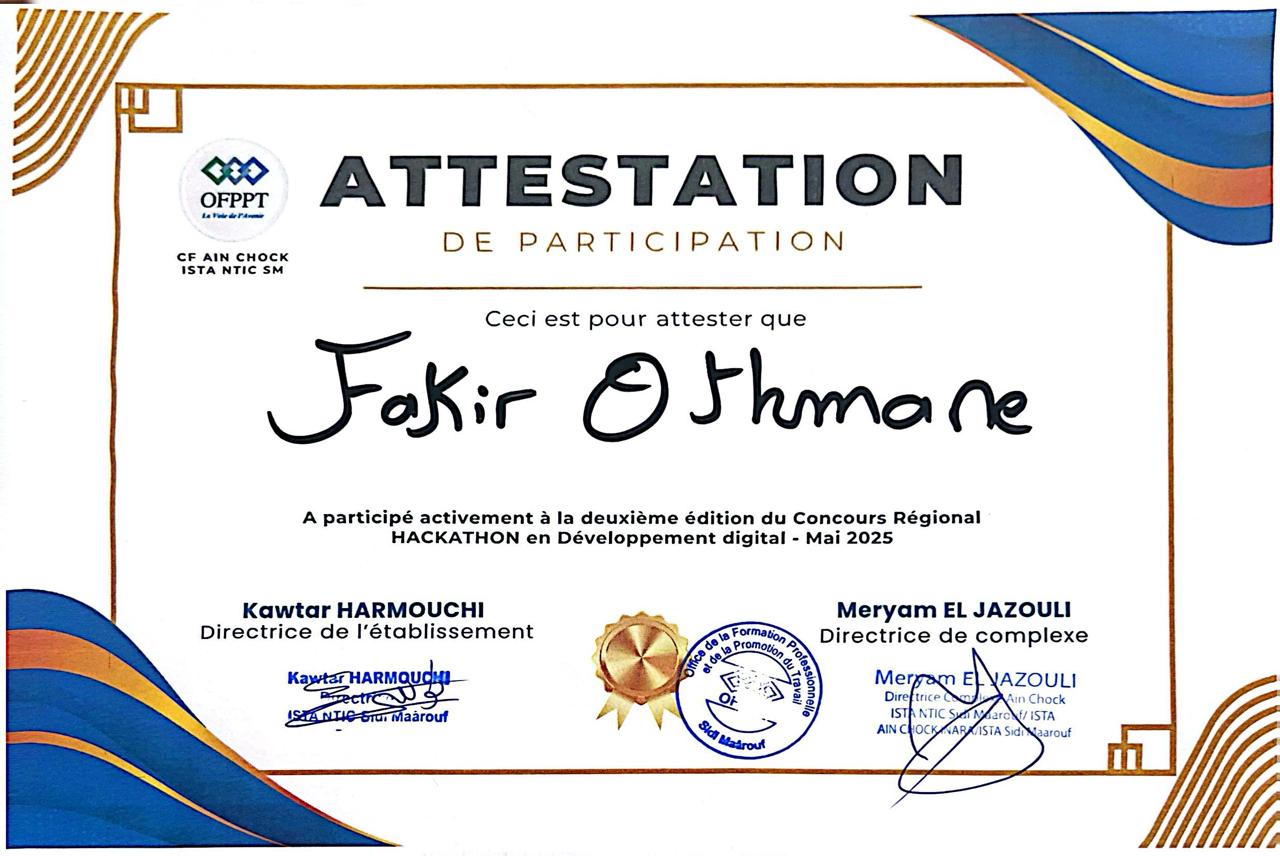 OFPPT
La Voie de l'Avenir
CF AIN CHOCK
ISTA NTIC SM
ATTESTATION
DE PARTICIPATION
Ceci est pour attester que
Fakir Othmane
A participé activement à la deuxième édition du Concours Régional
HACKATHON en Développement digital - Mai 2025
Kawtar HARMOUCHI
Directrice de l'établissement
Kawtar HARMOUCHI
ISTA NTIC Sidi Maârouf
Office de la Formation Professionnelle
et de la Promotion du Travail
Sidi Maârouf
Meryam EL JAZOULI
Directrice de complexe
Meryam EL JAZOULI
Directrice Complexe Ain Chock
ISTA NTIC Sidi Maarouf/ ISTA
AIN CHOCK INARA/ISTA Sidi Maarouf